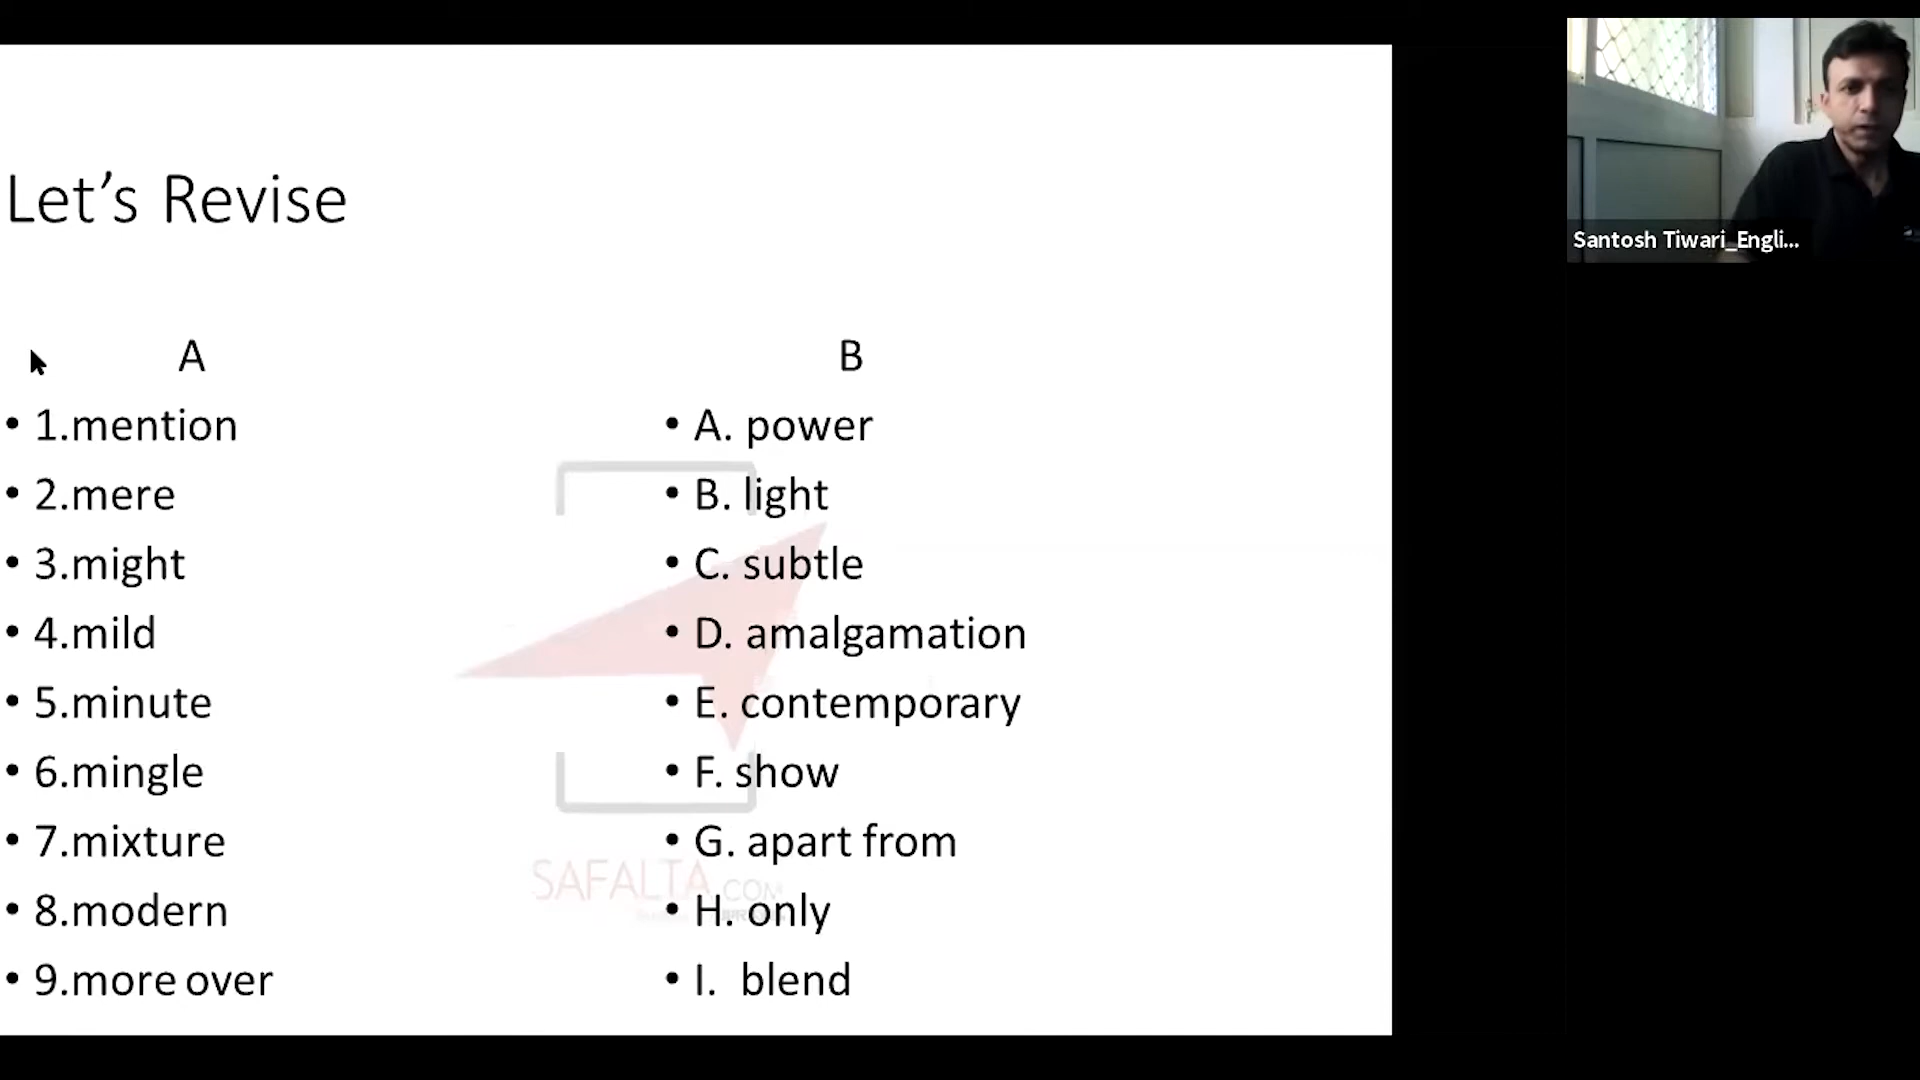 Let's Revise
A
• 1.mention
• 2.mere
• 3.might
• 4.mild
• 5.minute
• 6.mingle
• 7.mixture
• 8.modern
• 9.more over
B
• A. power
• B. light
• C. subtle
• D. amalgamation
• E. contemporary
• F. show
• G. apart from
• H. only
• I. blend
SAFALTA.COM
Santosh Tiwari_Engli...